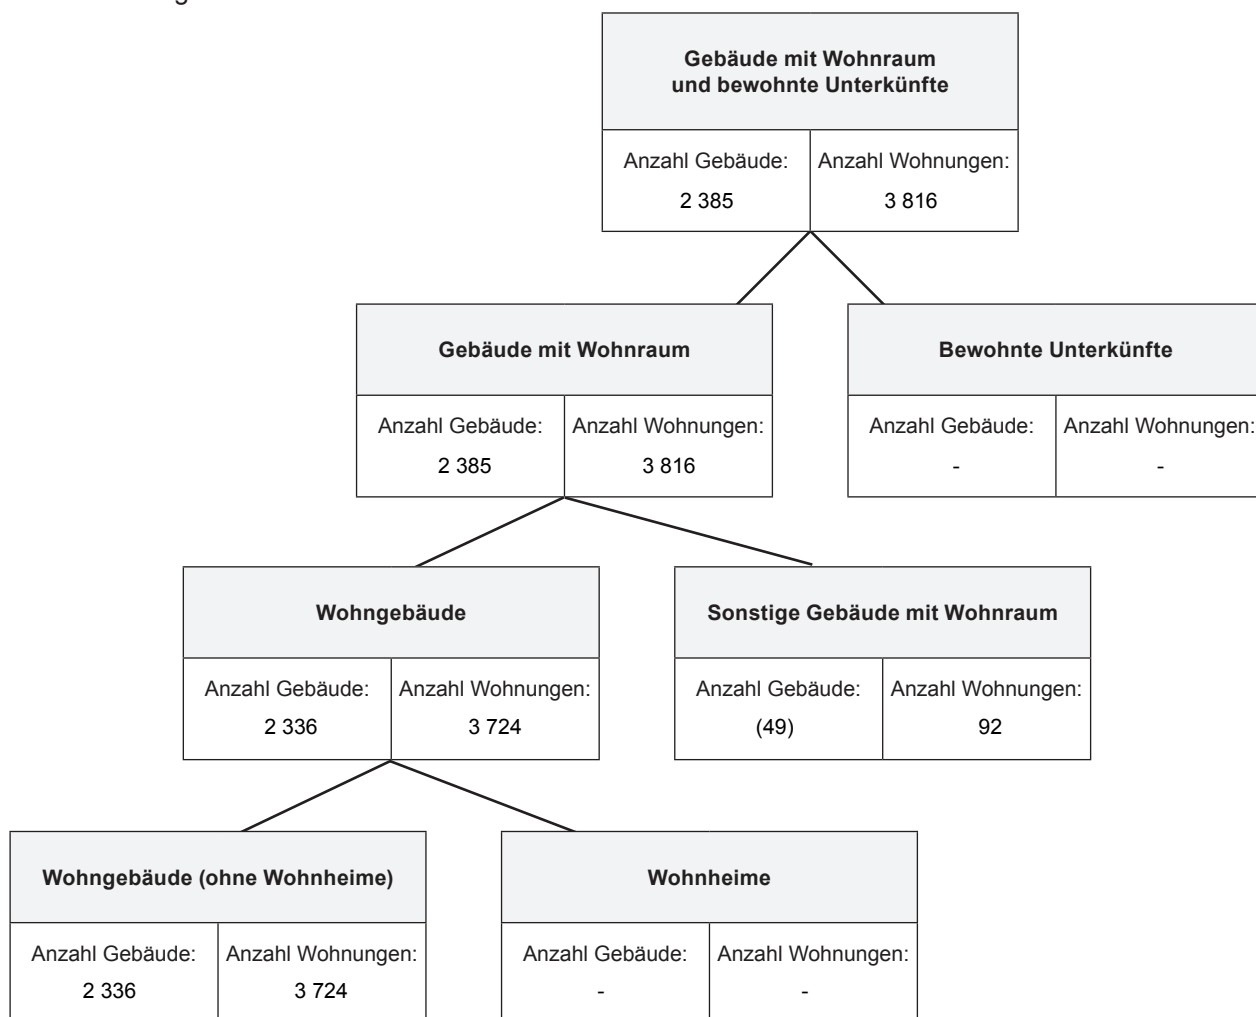 Gebäude mit Wohnraum
und bewohnte Unterkünfte
Anzahl Gebäude: Anzahl Wohnungen:
2 385 3 816
Gebäude mit Wohnraum
Anzahl Gebäude: Anzahl Wohnungen:
2 385 3 816
Bewohnte Unterkünfte
Anzahl Gebäude: Anzahl Wohnungen:
- -
Wohngebäude
Anzahl Gebäude: Anzahl Wohnungen:
2 336 3 724
Sonstige Gebäude mit Wohnraum
Anzahl Gebäude: Anzahl Wohnungen:
(49) 92
Wohngebäude (ohne Wohnheime)
Anzahl Gebäude: Anzahl Wohnungen:
2 336 3 724
Wohnheime
Anzahl Gebäude: Anzahl Wohnungen:
- -